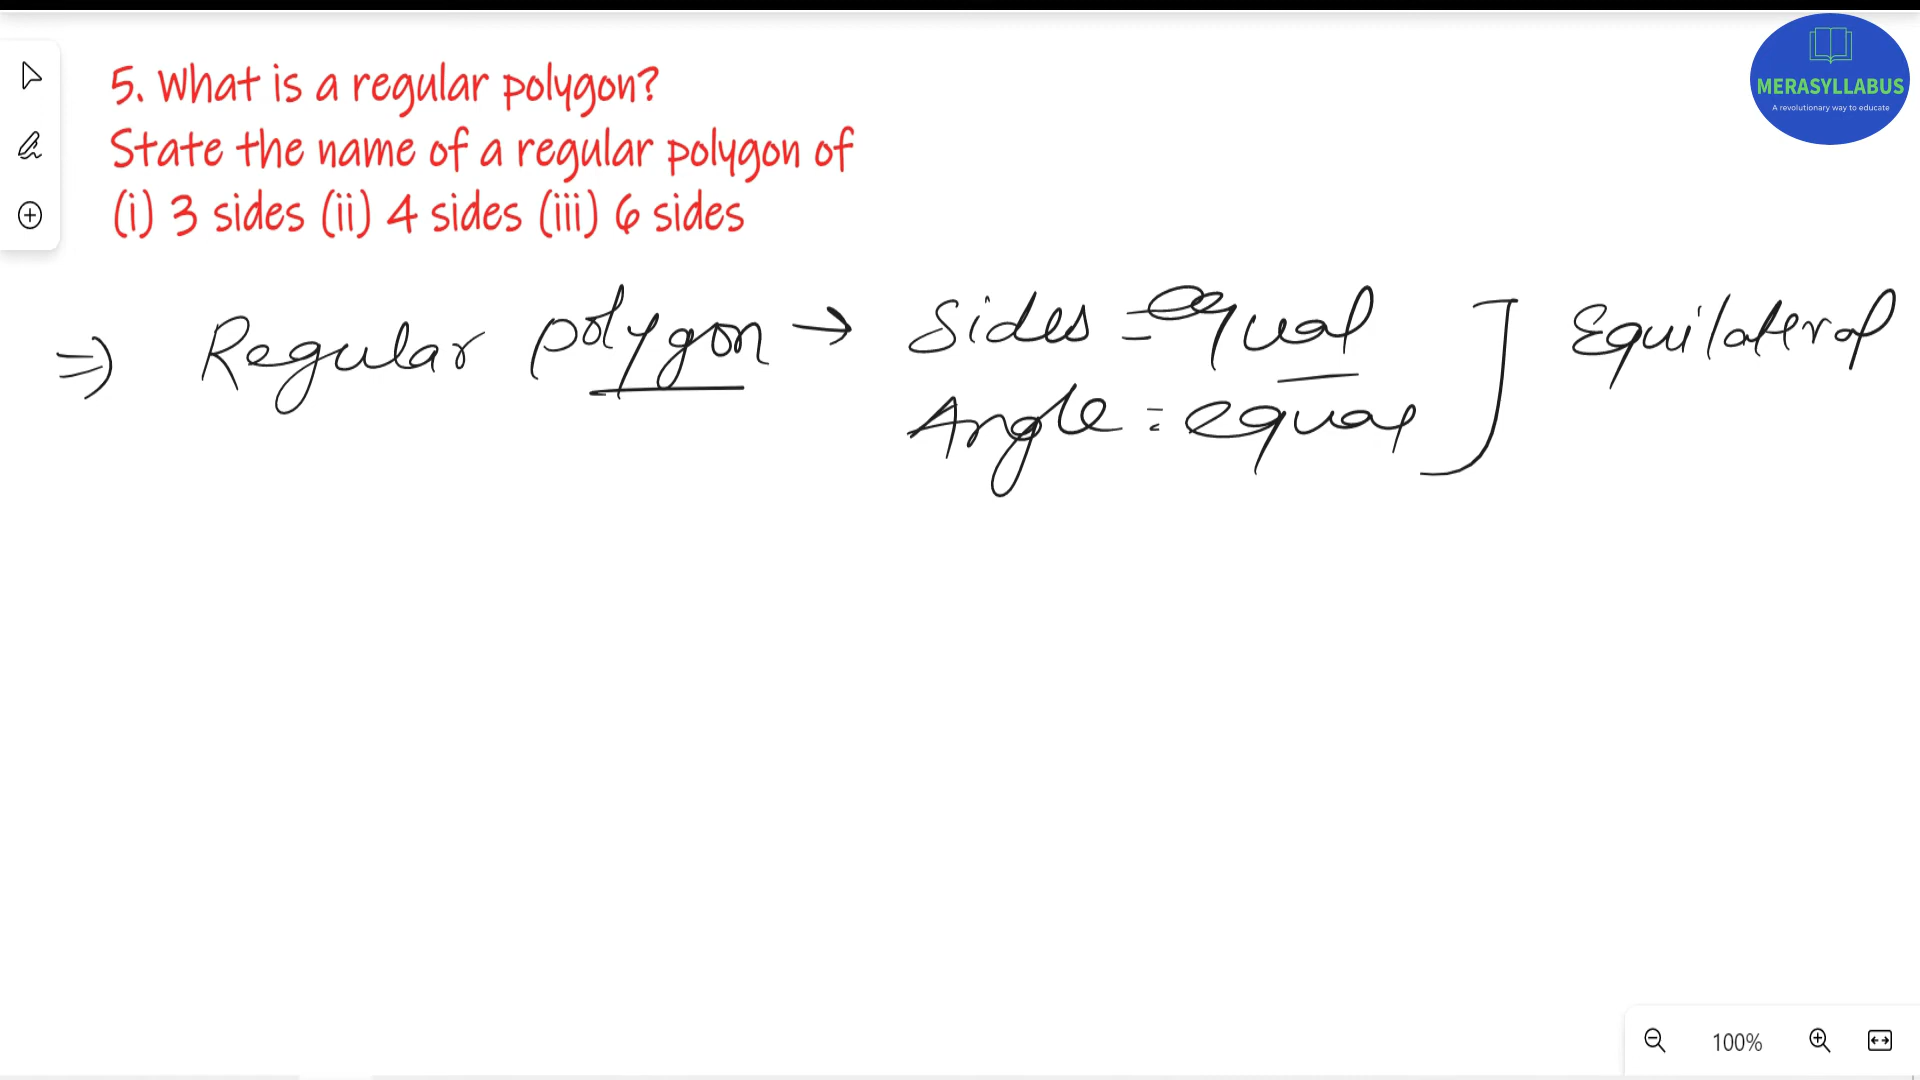 MERASYLLABUS
A revolutionary way to educate
5. What is a regular polygon?
State the name of a regular polygon of
(i) 3 sides (ii) 4 sides (iii) 6 sides
⇒ Regular polygon → Sides = equal ] Equilateral
Angle = equal
100%